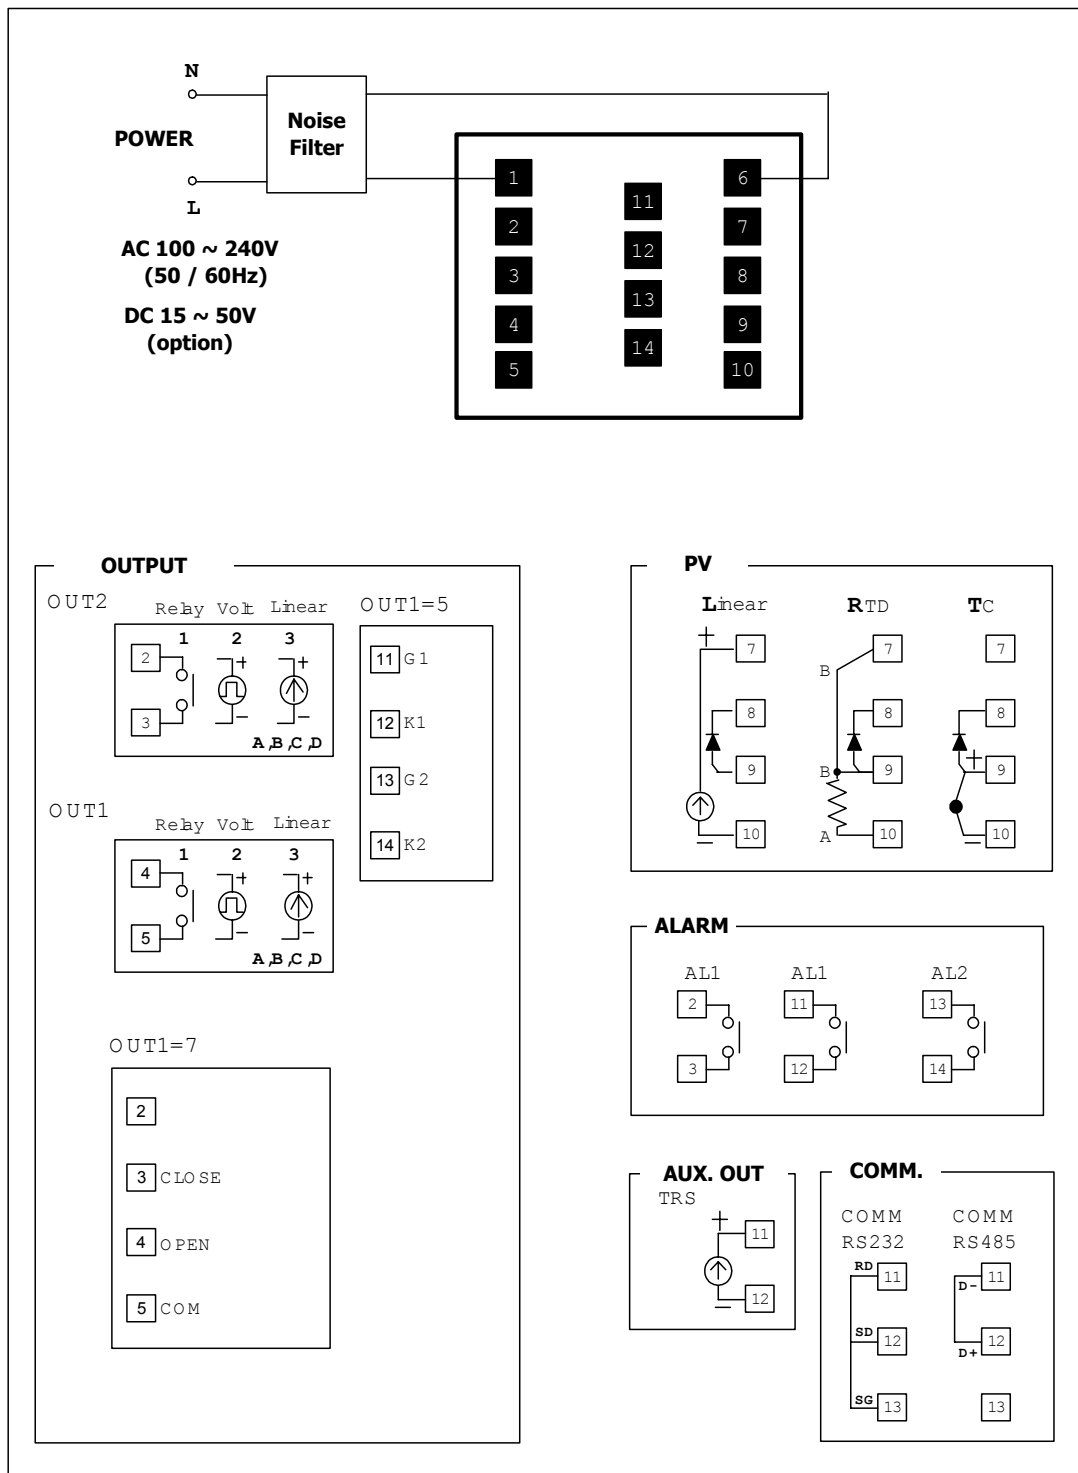 N
POWER
L
Noise
Filter
AC 100 ~ 240V
(50 / 60Hz)
DC 15 ~ 50V
(option)
1
2
3
4
5
11
12
13
14
6
7
8
9
10
OUTPUT
OUT2
Relay Volt Linear
1 2 3
2
3
+ +
− −
A,B,C,D
OUT1
Relay Volt Linear
1 2 3
4
5
+ +
− −
A,B,C,D
OUT1=5
11 G1
12 K1
13 G2
14 K2
OUT1=7
2
3 CLOSE
4 OPEN
5 COM
PV
Linear
+
7
8
9
−
10
RTD
7
B
8
B
9
A
10
TC
7
8
+
9
−
10
ALARM
AL1
2
3
AL1
11
12
AL2
13
14
AUX. OUT
TRS
+
11
−
12
COMM.
COMM
RS232
RD 11
SD 12
SG 13
COMM
RS485
D- 11
D+ 12
13